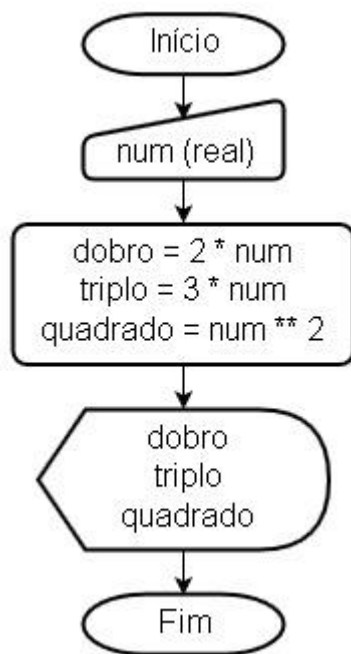 Início
num (real)
dobro = 2 * num
triplo = 3 * num
quadrado = num ** 2
dobro
triplo
quadrado
Fim